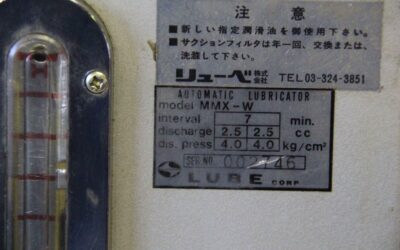 注 意
■新しい指定潤滑油を御使用下さい。
■サクションフィルタは年一回、交換または、
洗滌して下さい。
リューベ株式会社 TEL03-324-3851
AUTOMATIC LUBRICATOR
model MMX-W
interval 7 min.
discharge 2.5 2.5 cc
dis. press 4.0 4.0 kg/cm²
SER NO 002746
LUBE CORP